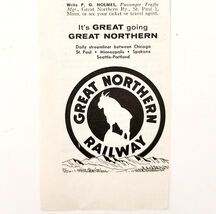 Write P. G. HOLMES, Passenger Traffic
Mgr., Great Northern Ry., St. Paul 1,
Minn. or see your ticket or travel agent.
It's GREAT going
GREAT NORTHERN
Daily streamliner between Chicago
St. Paul • Minneapolis • Spokane
Seattle-Portland
GREAT NORTHERN
RAILWAY